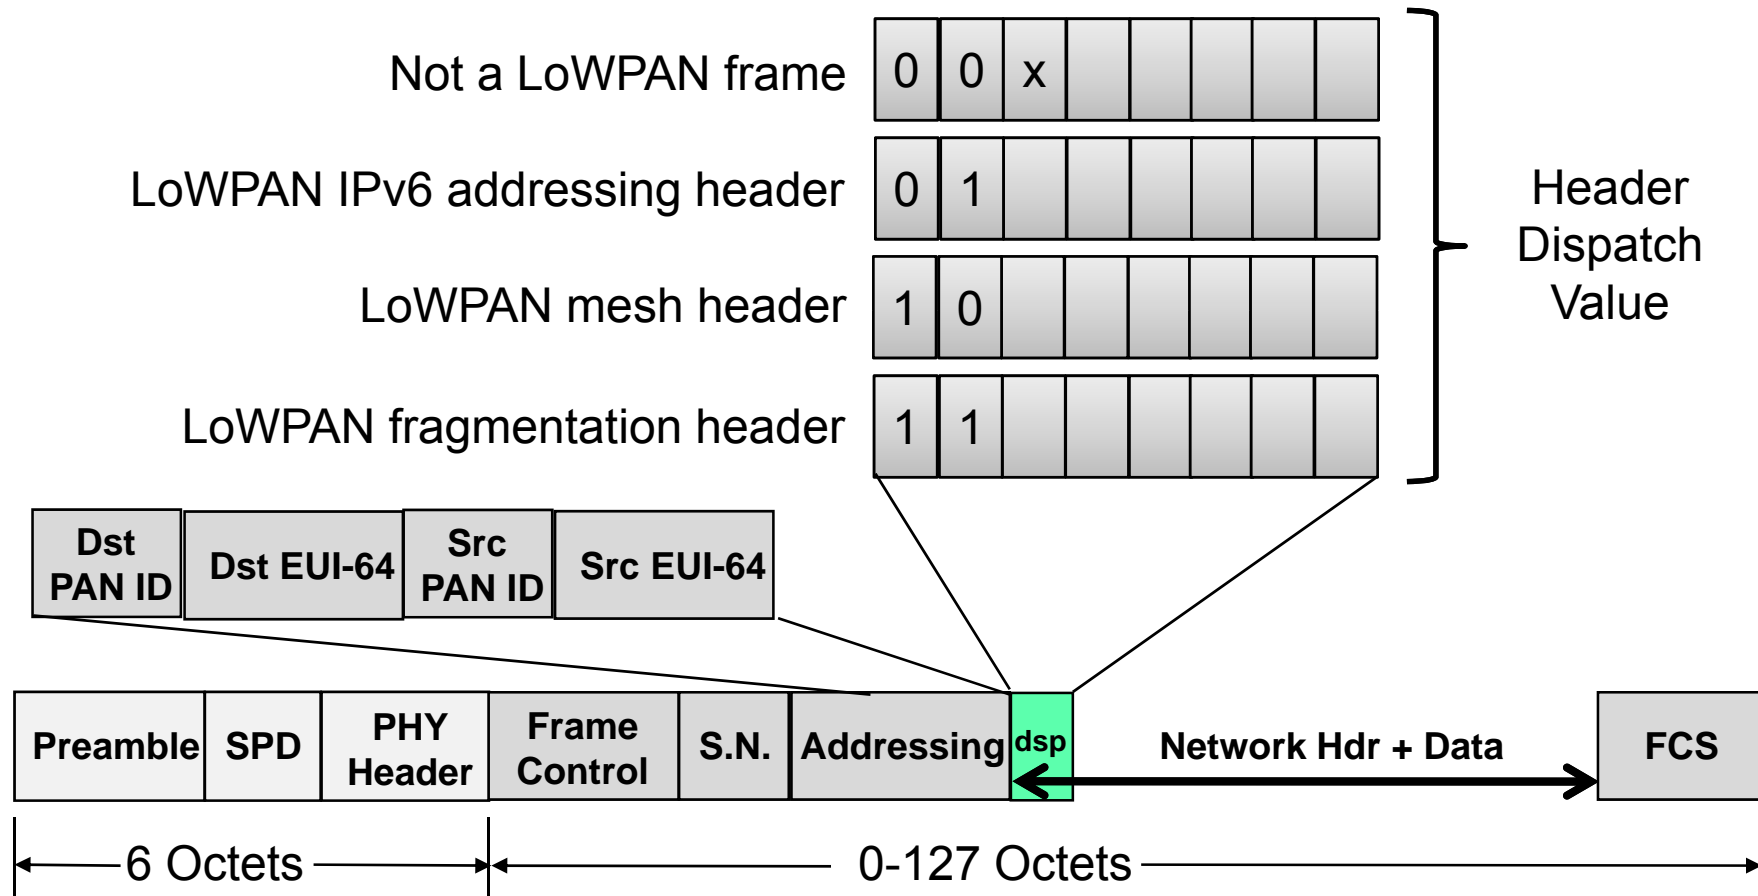 Not a LoWPAN frame 0 0 x
LoWPAN IPv6 addressing header 0 1
LoWPAN mesh header 1 0
LoWPAN fragmentation header 1 1
Header
Dispatch
Value
Dst
PAN ID
Dst EUI-64
Src
PAN ID
Src EUI-64
Preamble
SPD
PHY
Header
Frame
Control
S.N.
Addressing
dsp
Network Hdr + Data
FCS
6 Octets
0-127 Octets